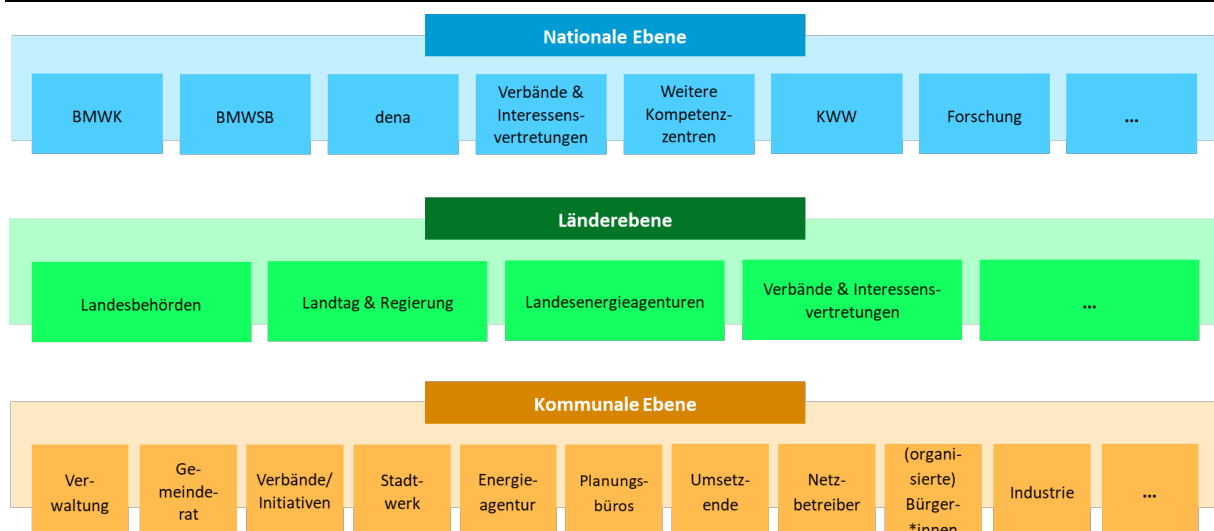 Nationale Ebene
BMWK
BMWSB
dena
Verbände &
Interessens-
vertretungen
Weitere
Kompetenz-
zentren
KWW
Forschung
...
Länderebene
Landesbehörden
Landtag & Regierung
Landesenergieagenturen
Verbände & Interessens-
vertretungen
...
Kommunale Ebene
Ver-
waltung
Ge-
meinde-
rat
Verbände/
Initiativen
Stadt-
werk
Energie-
agentur
Planungs-
büros
Umsetz-
ende
Netz-
betreiber
(organi-
sierte)
Bürger-
*innen
Industrie
...